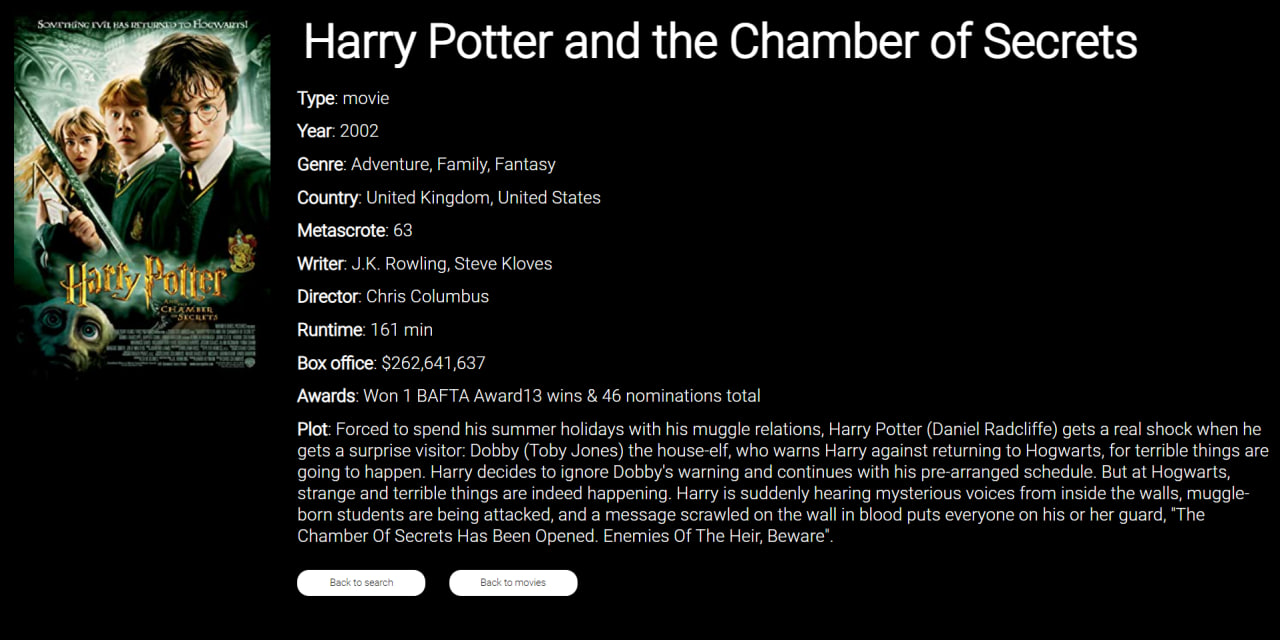 SOMETHING EVIL HAS RETURNED TO HOGWARTS!
Harry Potter
CHAMBER
OF SECRETS
Harry Potter and the Chamber of Secrets
Type: movie
Year: 2002
Genre: Adventure, Family, Fantasy
Country: United Kingdom, United States
Metascrote: 63
Writer: J.K. Rowling, Steve Kloves
Director: Chris Columbus
Runtime: 161 min
Box office: $262,641,637
Awards: Won 1 BAFTA Award13 wins & 46 nominations total
Plot: Forced to spend his summer holidays with his muggle relations, Harry Potter (Daniel Radcliffe) gets a real shock when he
gets a surprise visitor: Dobby (Toby Jones) the house-elf, who warns Harry against returning to Hogwarts, for terrible things are
going to happen. Harry decides to ignore Dobby's warning and continues with his pre-arranged schedule. But at Hogwarts,
strange and terrible things are indeed happening. Harry is suddenly hearing mysterious voices from inside the walls, muggle-
born students are being attacked, and a message scrawled on the wall in blood puts everyone on his or her guard, "The
Chamber Of Secrets Has Been Opened. Enemies Of The Heir, Beware".
Back to search
Back to movies